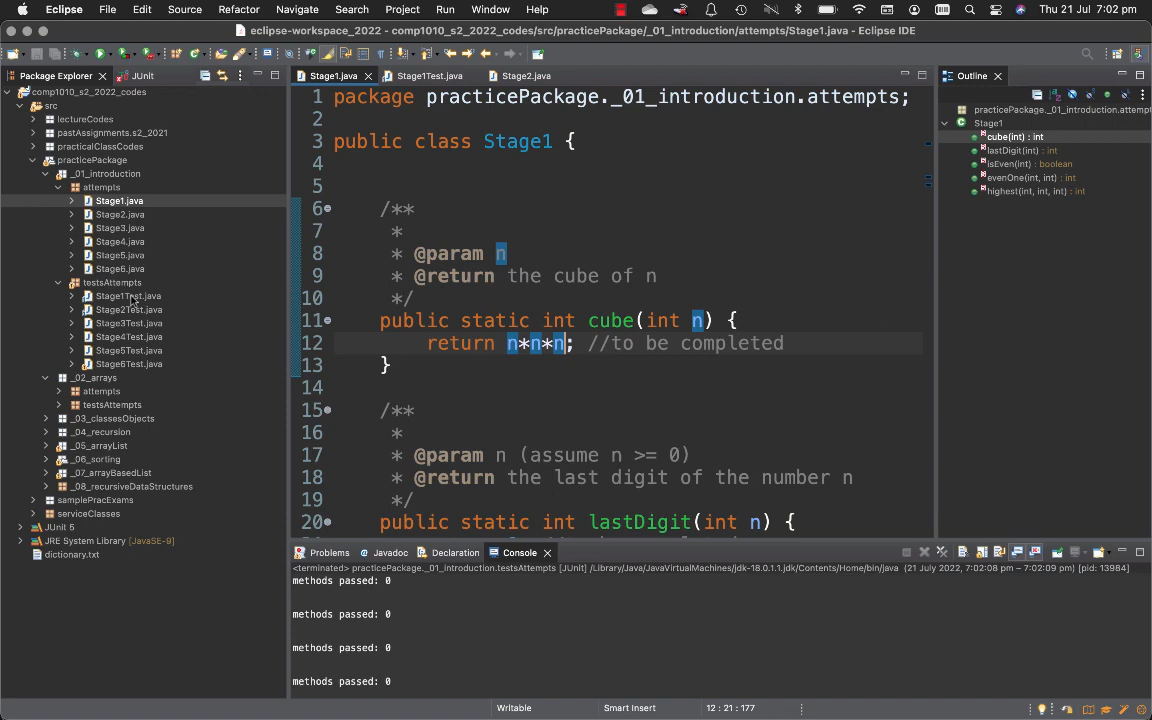 Eclipse File Edit Source Refactor Navigate Search Project Run Window Help Thu 21 Jul 7:02 pm
eclipse-workspace_2022 - comp1010_s2_2022_codes/src/practicePackage/_01_introduction/attempts/Stage1.java - Eclipse IDE
Package Explorer JUnit
comp1010_s2_2022_codes
src
lectureCodes
pastAssignments.s2_2021
practicalClassCodes
practicePackage
_01_introduction
attempts
Stage1.java
Stage2.java
Stage3.java
Stage4.java
Stage5.java
Stage6.java
testsAttempts
Stage1Test.java
Stage2Test.java
Stage3Test.java
Stage4Test.java
Stage5Test.java
Stage6Test.java
_02_arrays
attempts
testsAttempts
_03_classesObjects
_04_recursion
_05_arrayList
_06_sorting
_07_arrayBasedList
_08_recursiveDataStructures
samplePracExams
serviceClasses
JUnit 5
JRE System Library [JavaSE-9]
dictionary.txt
Stage1.java Stage1Test.java Stage2.java
1 package practicePackage._01_introduction.attempts;
2
3 public class Stage1 {
4
5
6 /**
7 *
8 * @param n
9 * @return the cube of n
10 */
11 public static int cube(int n) {
12 return n*n*n; //to be completed
13 }
14
15 /**
16 *
17 * @param n (assume n >= 0)
18 * @return the last digit of the number n
19 */
20 public static int lastDigit(int n) {
Outline
practicePackage._01_introduction.attempt
Stage1
cube(int) : int
lastDigit(int) : int
isEven(int) : boolean
evenOne(int, int) : int
highest(int, int, int) : int
Problems Javadoc Declaration Console
<terminated> practicePackage._01_introduction.testsAttempts [JUnit] /Library/Java/JavaVirtualMachines/jdk-18.0.1.1.jdk/Contents/Home/bin/java (21 July 2022, 7:02:08 pm – 7:02:09 pm) [pid: 13984]
methods passed: 0
methods passed: 0
methods passed: 0
methods passed: 0
Writable Smart Insert 12 : 21 : 177